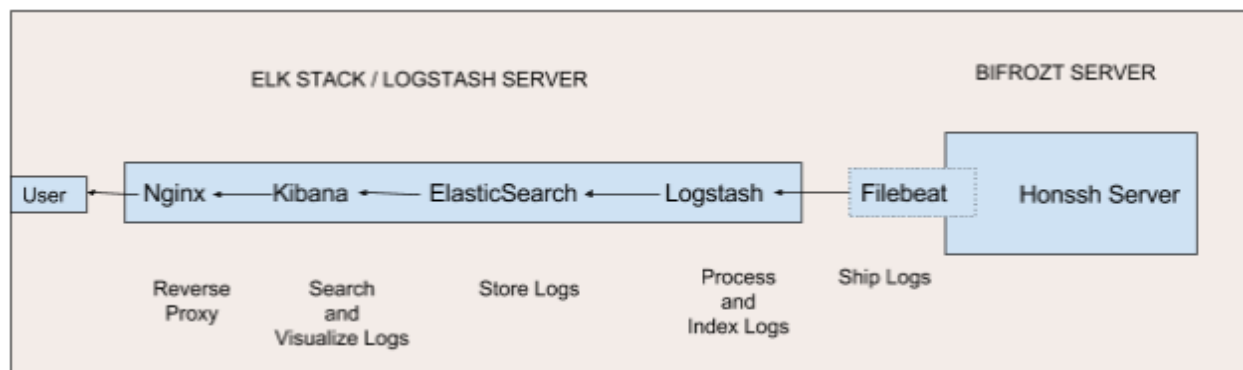 ELK STACK / LOGSTASH SERVER
BIFROZT SERVER
User
Nginx
Kibana
ElasticSearch
Logstash
Filebeat
Honssh Server
Reverse
Proxy
Search
and
Visualize Logs
Store Logs
Process
and
Index Logs
Ship Logs